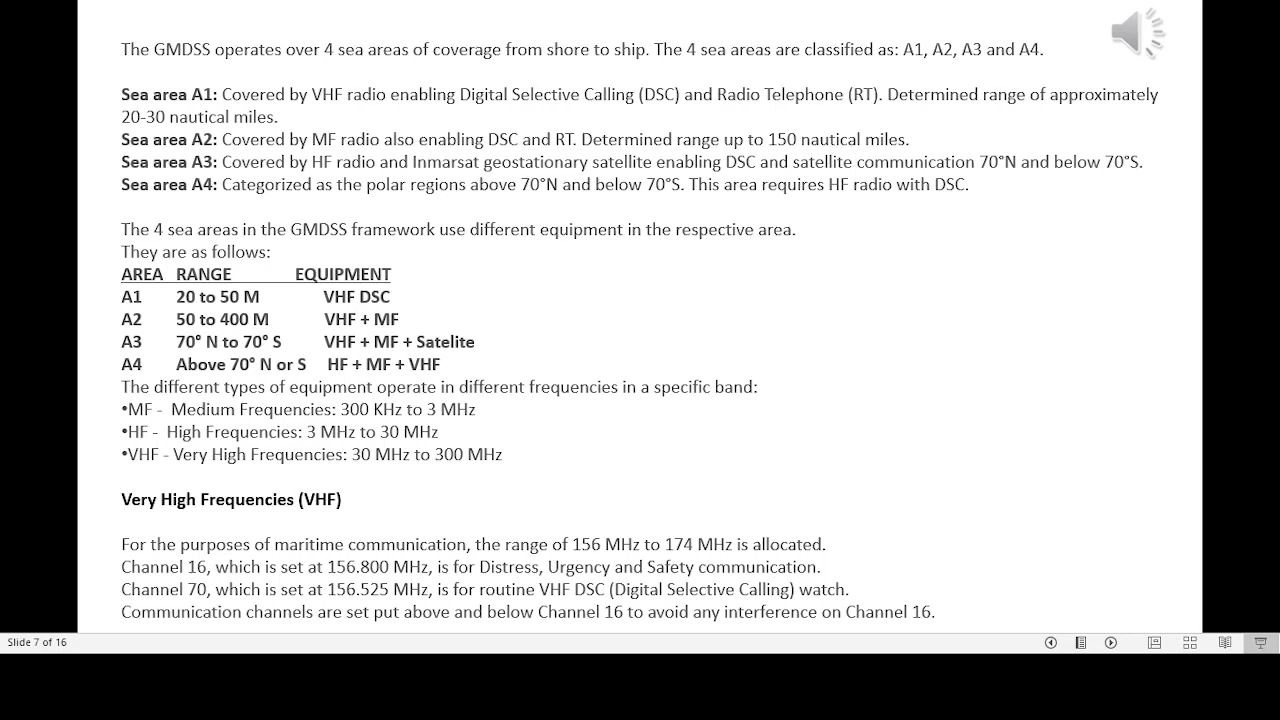 The GMDSS operates over 4 sea areas of coverage from shore to ship. The 4 sea areas are classified as: A1, A2, A3 and A4.
Sea area A1: Covered by VHF radio enabling Digital Selective Calling (DSC) and Radio Telephone (RT). Determined range of approximately
20-30 nautical miles.
Sea area A2: Covered by MF radio also enabling DSC and RT. Determined range up to 150 nautical miles.
Sea area A3: Covered by HF radio and Inmarsat geostationary satellite enabling DSC and satellite communication 70°N and below 70°S.
Sea area A4: Categorized as the polar regions above 70°N and below 70°S. This area requires HF radio with DSC.
The 4 sea areas in the GMDSS framework use different equipment in the respective area.
They are as follows:
AREA RANGE EQUIPMENT
A1 20 to 50 M VHF DSC
A2 50 to 400 M VHF + MF
A3 70° N to 70° S VHF + MF + Satelite
A4 Above 70° N or S HF + MF + VHF
The different types of equipment operate in different frequencies in a specific band:
•MF - Medium Frequencies: 300 KHz to 3 MHz
•HF - High Frequencies: 3 MHz to 30 MHz
•VHF - Very High Frequencies: 30 MHz to 300 MHz
Very High Frequencies (VHF)
For the purposes of maritime communication, the range of 156 MHz to 174 MHz is allocated.
Channel 16, which is set at 156.800 MHz, is for Distress, Urgency and Safety communication.
Channel 70, which is set at 156.525 MHz, is for routine VHF DSC (Digital Selective Calling) watch.
Communication channels are set put above and below Channel 16 to avoid any interference on Channel 16.
Slide 7 of 16